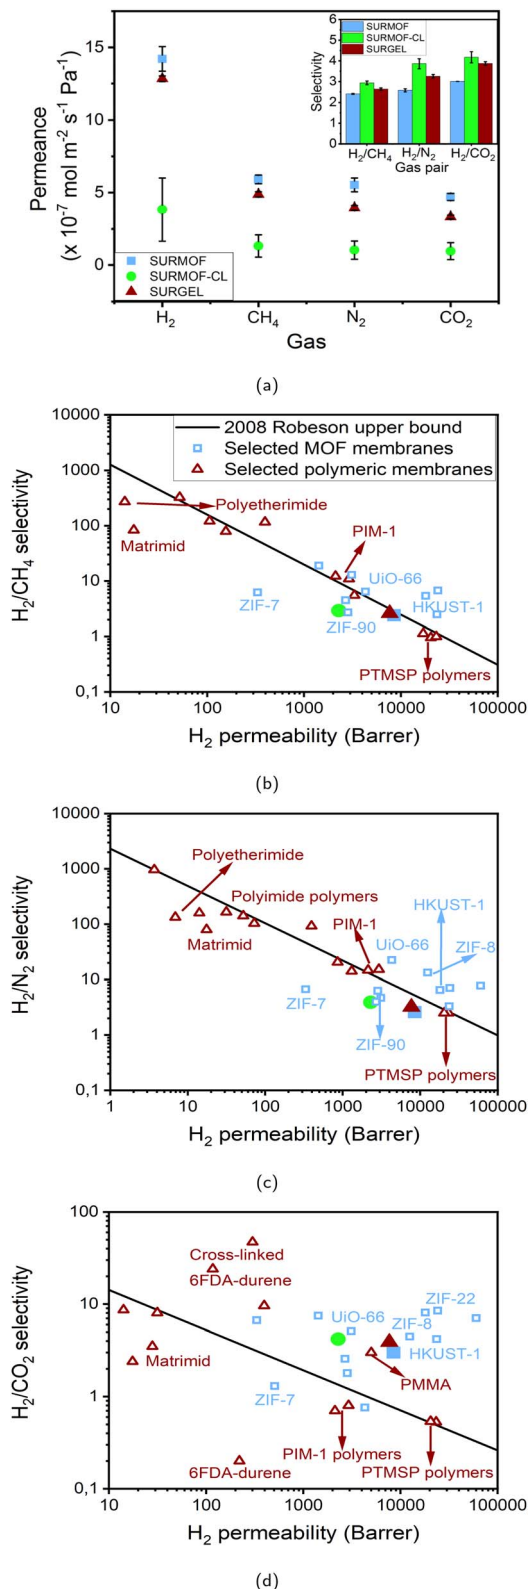 15
10
5
0
Permeance
(x 10⁻⁷ mol m⁻² s⁻¹ Pa⁻¹)
6
5
4
3
2
1
0
Selectivity
SURMOF
SURMOF-CL
SURGEL
H₂/CH₄ H₂/N₂ H₂/CO₂
Gas pair
SURMOF
SURMOF-CL
SURGEL
H₂ CH₄ N₂ CO₂
Gas
(a)
10000
1000
100
10
1
0,1
H₂/CH₄ selectivity
2008 Robeson upper bound
Selected MOF membranes
Selected polymeric membranes
Polyetherimide
Matrimid
PIM-1
UiO-66
ZIF-7
HKUST-1
ZIF-90
PTMSP polymers
10 100 1000 10000 100000
H₂ permeability (Barrer)
(b)
10000
1000
100
10
1
0,1
H₂/N₂ selectivity
Polyetherimide
Polyimide polymers
HKUST-1
Matrimid
PIM-1
UiO-66
ZIF-8
ZIF-7
ZIF-90
PTMSP polymers
1 10 100 1000 10000 100000
H₂ permeability (Barrer)
(c)
100
10
1
0,1
H₂/CO₂ selectivity
Cross-linked
6FDA-durene
ZIF-22
UiO-66
ZIF-8
Matrimid
HKUST-1
ZIF-7
PMMA
PIM-1 polymers
6FDA-durene
PTMSP polymers
10 100 1000 10000 100000
H₂ permeability (Barrer)
(d)